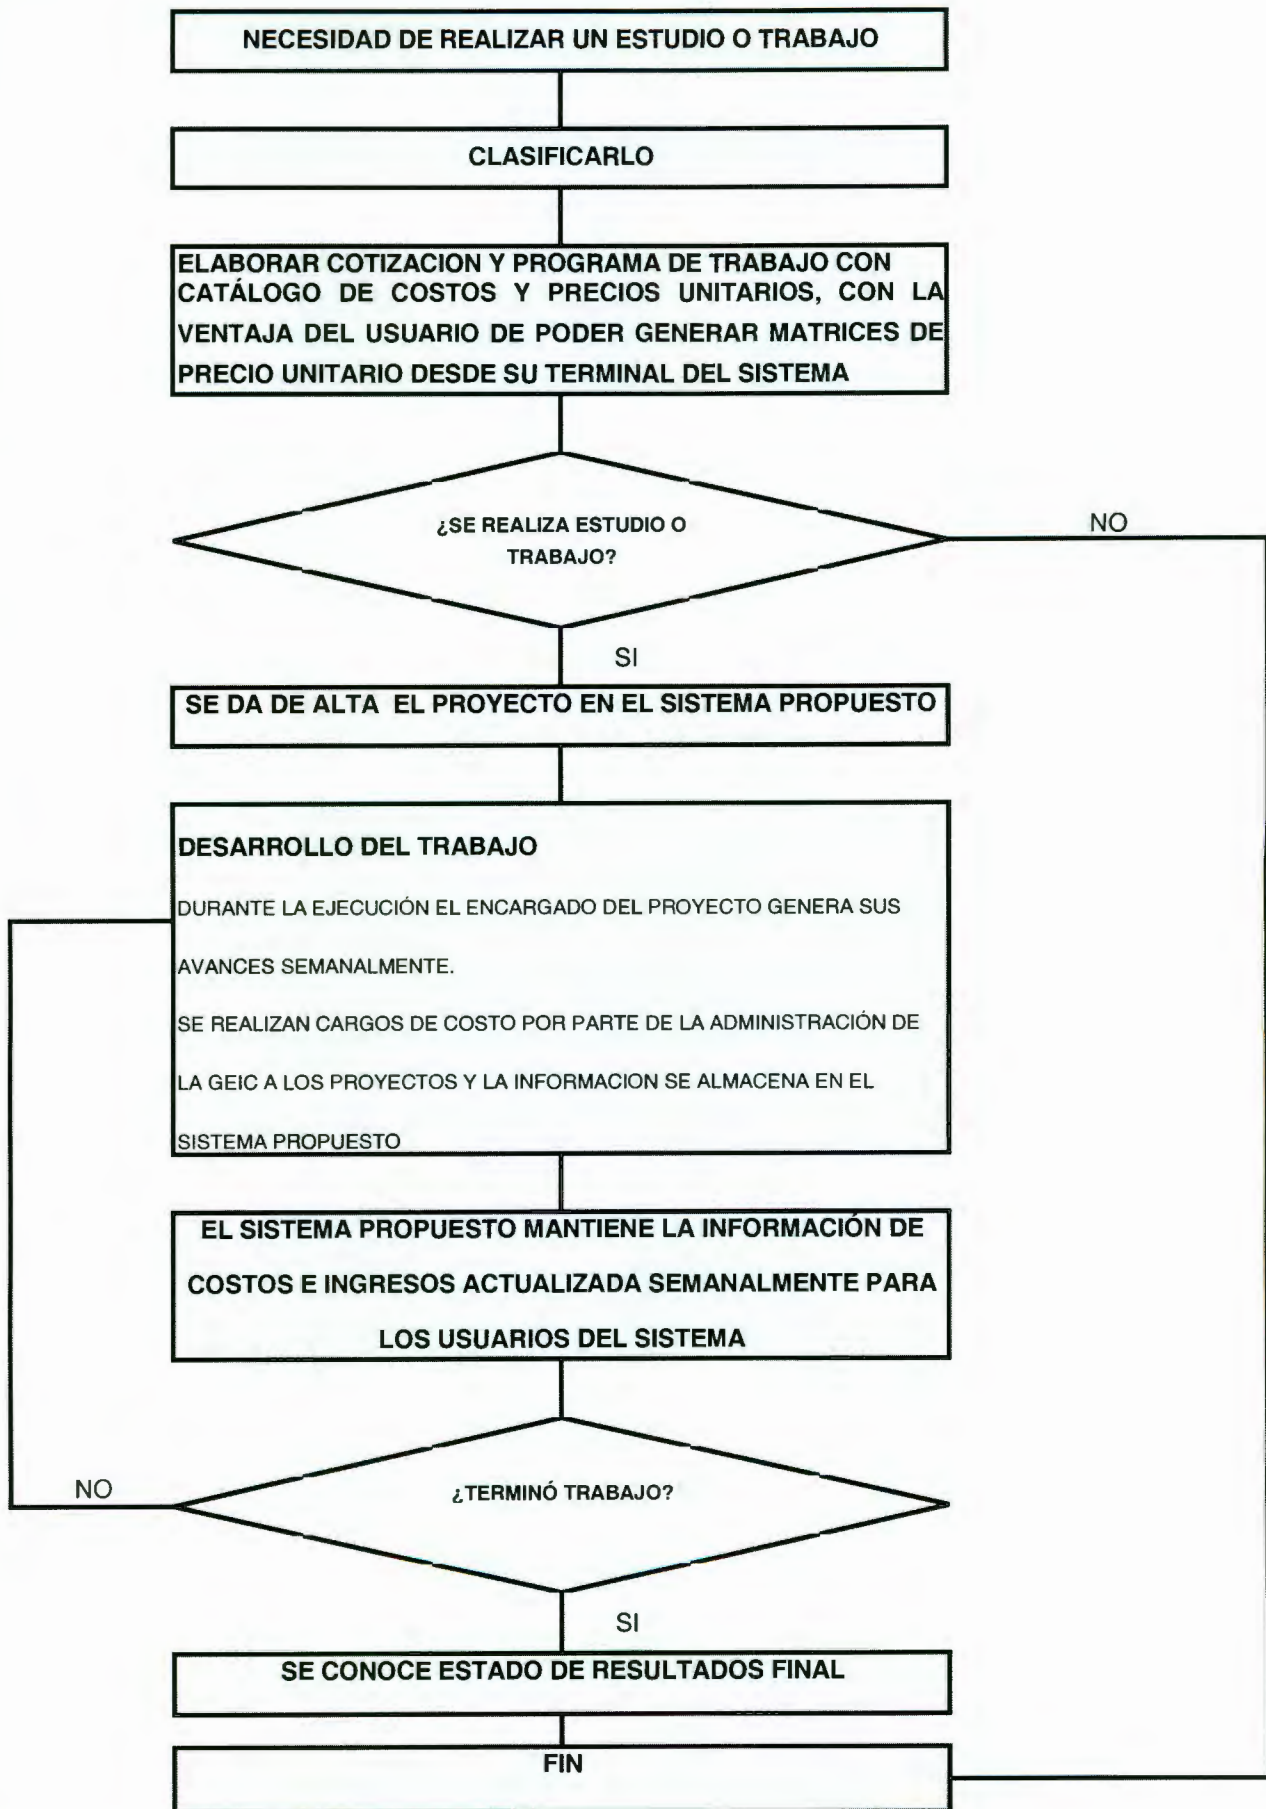 NECESIDAD DE REALIZAR UN ESTUDIO O TRABAJO
CLASIFICARLO
ELABORAR COTIZACION Y PROGRAMA DE TRABAJO CON
CATÁLOGO DE COSTOS Y PRECIOS UNITARIOS, CON LA
VENTAJA DEL USUARIO DE PODER GENERAR MATRICES DE
PRECIO UNITARIO DESDE SU TERMINAL DEL SISTEMA
¿SE REALIZA ESTUDIO O
TRABAJO?
NO
SI
SE DA DE ALTA EL PROYECTO EN EL SISTEMA PROPUESTO
DESARROLLO DEL TRABAJO
DURANTE LA EJECUCIÓN EL ENCARGADO DEL PROYECTO GENERA SUS
AVANCES SEMANALMENTE.
SE REALIZAN CARGOS DE COSTO POR PARTE DE LA ADMINISTRACIÓN DE
LA GEIC A LOS PROYECTOS Y LA INFORMACION SE ALMACENA EN EL
SISTEMA PROPUESTO
EL SISTEMA PROPUESTO MANTIENE LA INFORMACIÓN DE
COSTOS E INGRESOS ACTUALIZADA SEMANALMENTE PARA
LOS USUARIOS DEL SISTEMA
NO
¿TERMINÓ TRABAJO?
SI
SE CONOCE ESTADO DE RESULTADOS FINAL
FIN